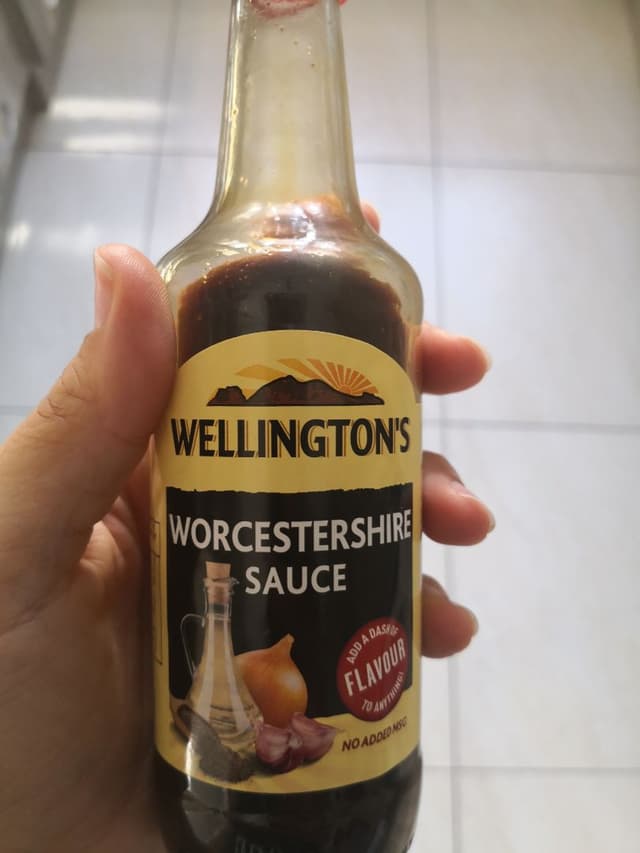 WELLINGTON'S
WORCESTERSHIRE
SAUCE
ADD A DASH OF
FLAVOUR
TO ANYTHING!
NO ADDED MSG